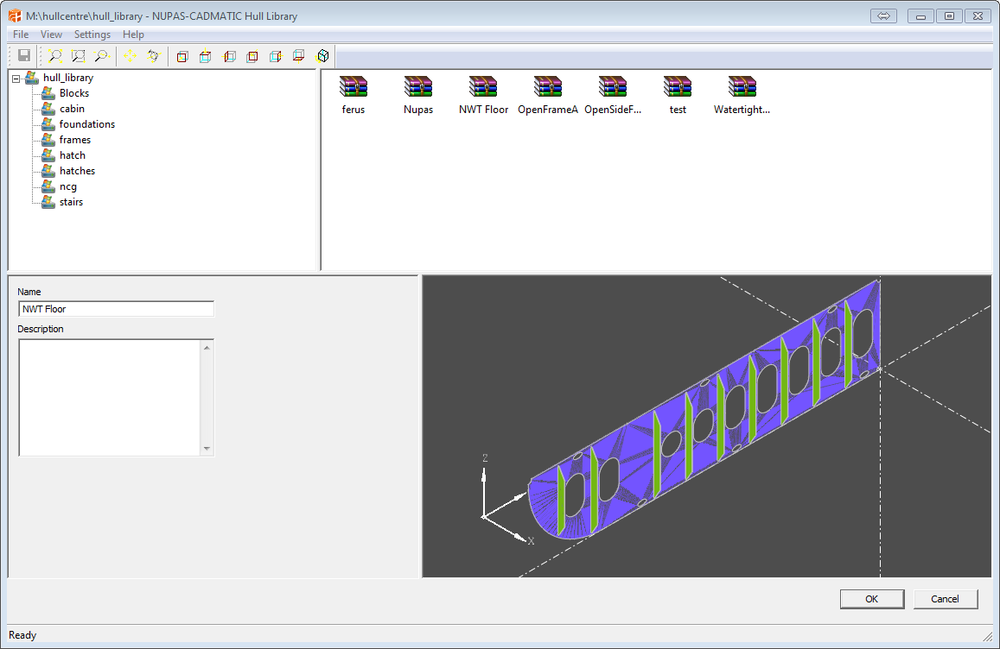 M:\hullcentre\hull_library - NUPAS-CADMATIC Hull Library
File View Settings Help
hull_library
Blocks
cabin
foundations
frames
hatch
hatches
ncg
stairs
ferus Nupas NWT Floor OpenFrameA OpenSideF... test Watertight...
Name
NWT Floor
Description
Z
X
OK Cancel
Ready